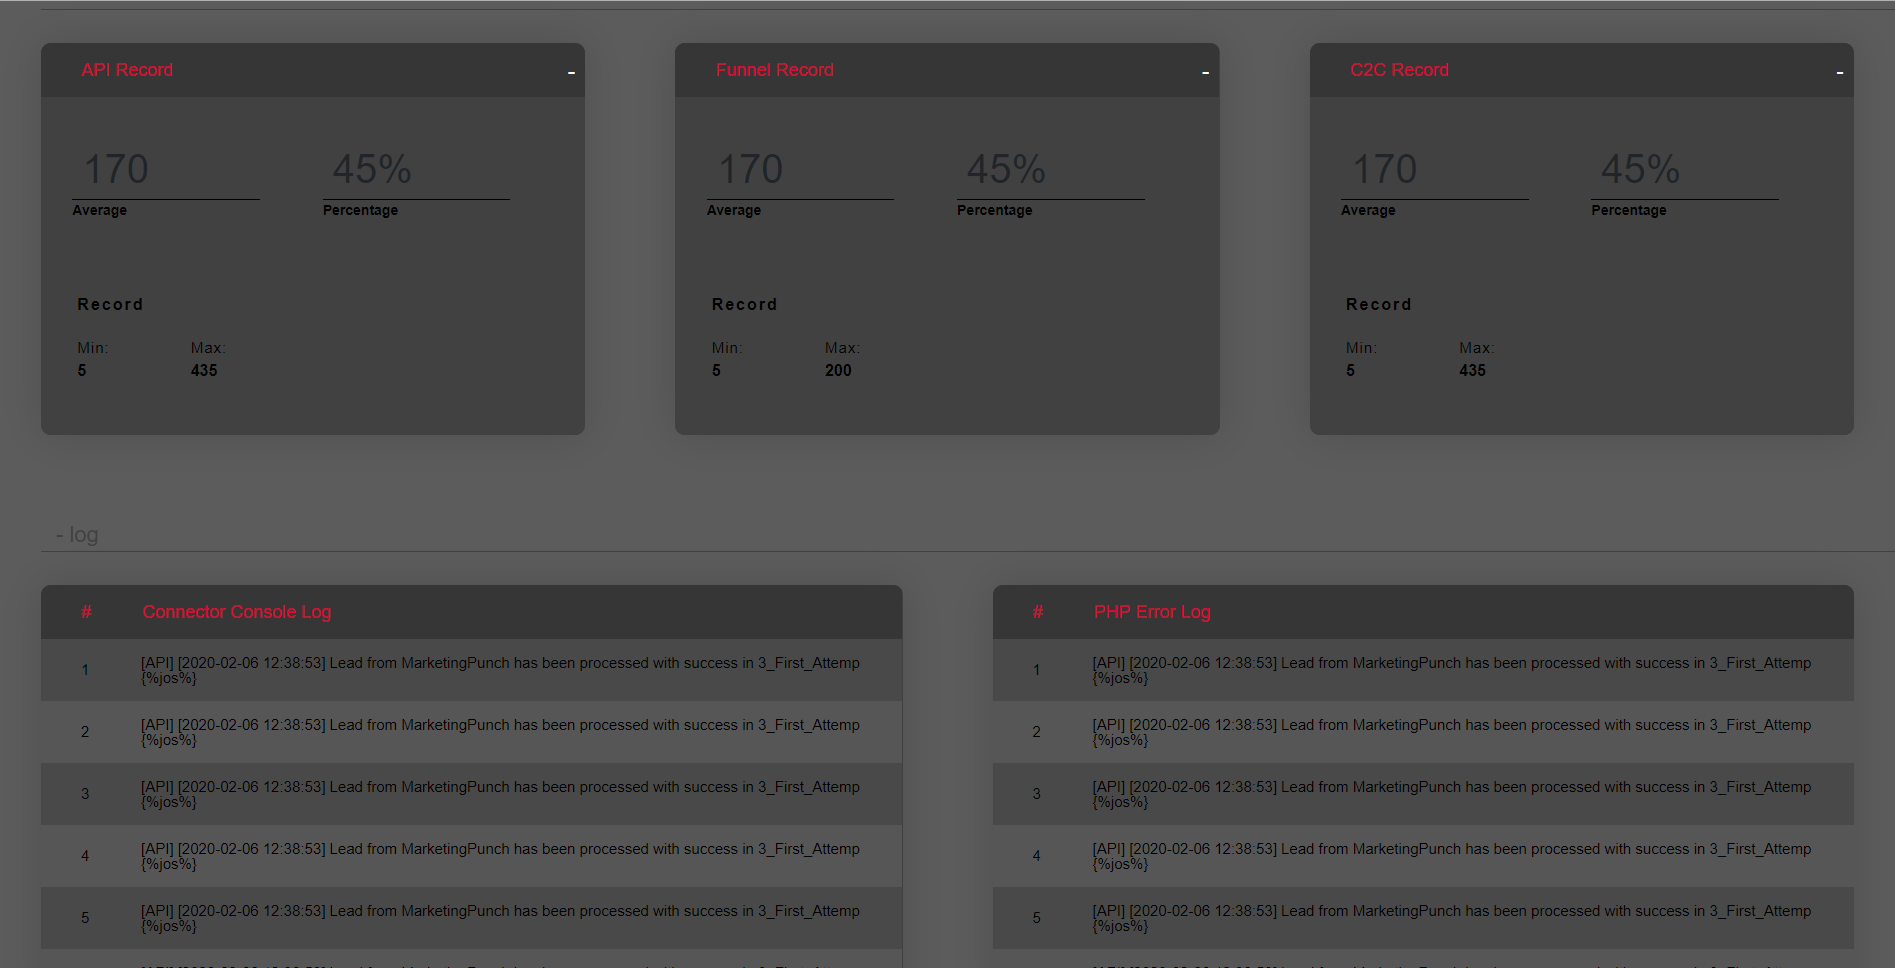 API Record -
170 45%
Average Percentage
Record
Min: Max:
5 435
Funnel Record -
170 45%
Average Percentage
Record
Min: Max:
5 200
C2C Record -
170 45%
Average Percentage
Record
Min: Max:
5 435
- log
# Connector Console Log
1 [API] [2020-02-06 12:38:53] Lead from MarketingPunch has been processed with success in 3_First_Attemp
{%jos%}
2 [API] [2020-02-06 12:38:53] Lead from MarketingPunch has been processed with success in 3_First_Attemp
{%jos%}
3 [API] [2020-02-06 12:38:53] Lead from MarketingPunch has been processed with success in 3_First_Attemp
{%jos%}
4 [API] [2020-02-06 12:38:53] Lead from MarketingPunch has been processed with success in 3_First_Attemp
{%jos%}
5 [API] [2020-02-06 12:38:53] Lead from MarketingPunch has been processed with success in 3_First_Attemp
{%jos%}
# PHP Error Log
1 [API] [2020-02-06 12:38:53] Lead from MarketingPunch has been processed with success in 3_First_Attemp
{%jos%}
2 [API] [2020-02-06 12:38:53] Lead from MarketingPunch has been processed with success in 3_First_Attemp
{%jos%}
3 [API] [2020-02-06 12:38:53] Lead from MarketingPunch has been processed with success in 3_First_Attemp
{%jos%}
4 [API] [2020-02-06 12:38:53] Lead from MarketingPunch has been processed with success in 3_First_Attemp
{%jos%}
5 [API] [2020-02-06 12:38:53] Lead from MarketingPunch has been processed with success in 3_First_Attemp
{%jos%}